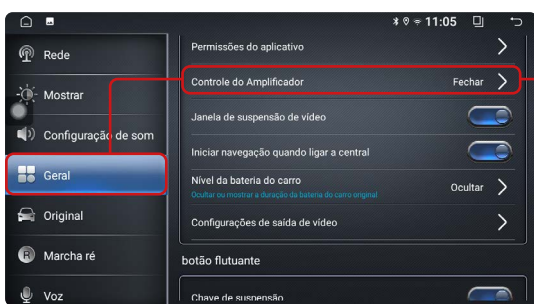 11:05
Rede
Mostrar
Configuração de som
Geral
Original
Marcha ré
Voz
Permissões do aplicativo
Controle do Amplificador Fechar
Janela de suspensão de vídeo
Iniciar navegação quando ligar a central
Nível da bateria do carro Ocultar
Ocultar ou mostrar a duração da bateria do carro original
Configurações de saída de vídeo
botão flutuante
Chave de suspensão